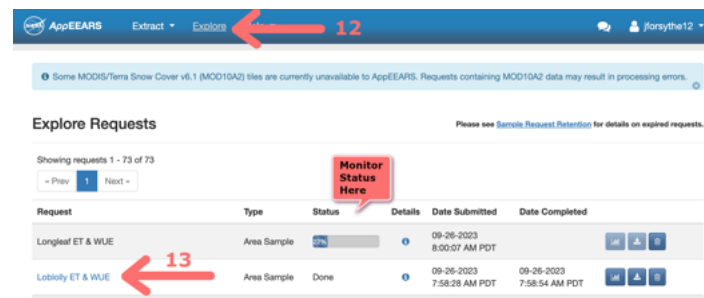 AppEEARS Extract Explore 12 jforsythe12
Some MODIS/Terra Snow Cover v6.1 (MOD10A2) tiles are currently unavailable to AppEEARS. Requests containing MOD10A2 data may result in processing errors.
Explore Requests Please see Sample Request Retention for details on expired requests.
Showing requests 1 - 73 of 73
« Prev 1 Next »
Monitor
Status
Here
Request Type Status Details Date Submitted Date Completed
Longleaf ET & WUE Area Sample 27% 09-26-2023
8:00:07 AM PDT
13
Loblolly ET & WUE Area Sample Done 09-26-2023 09-26-2023
7:58:28 AM PDT 7:58:54 AM PDT